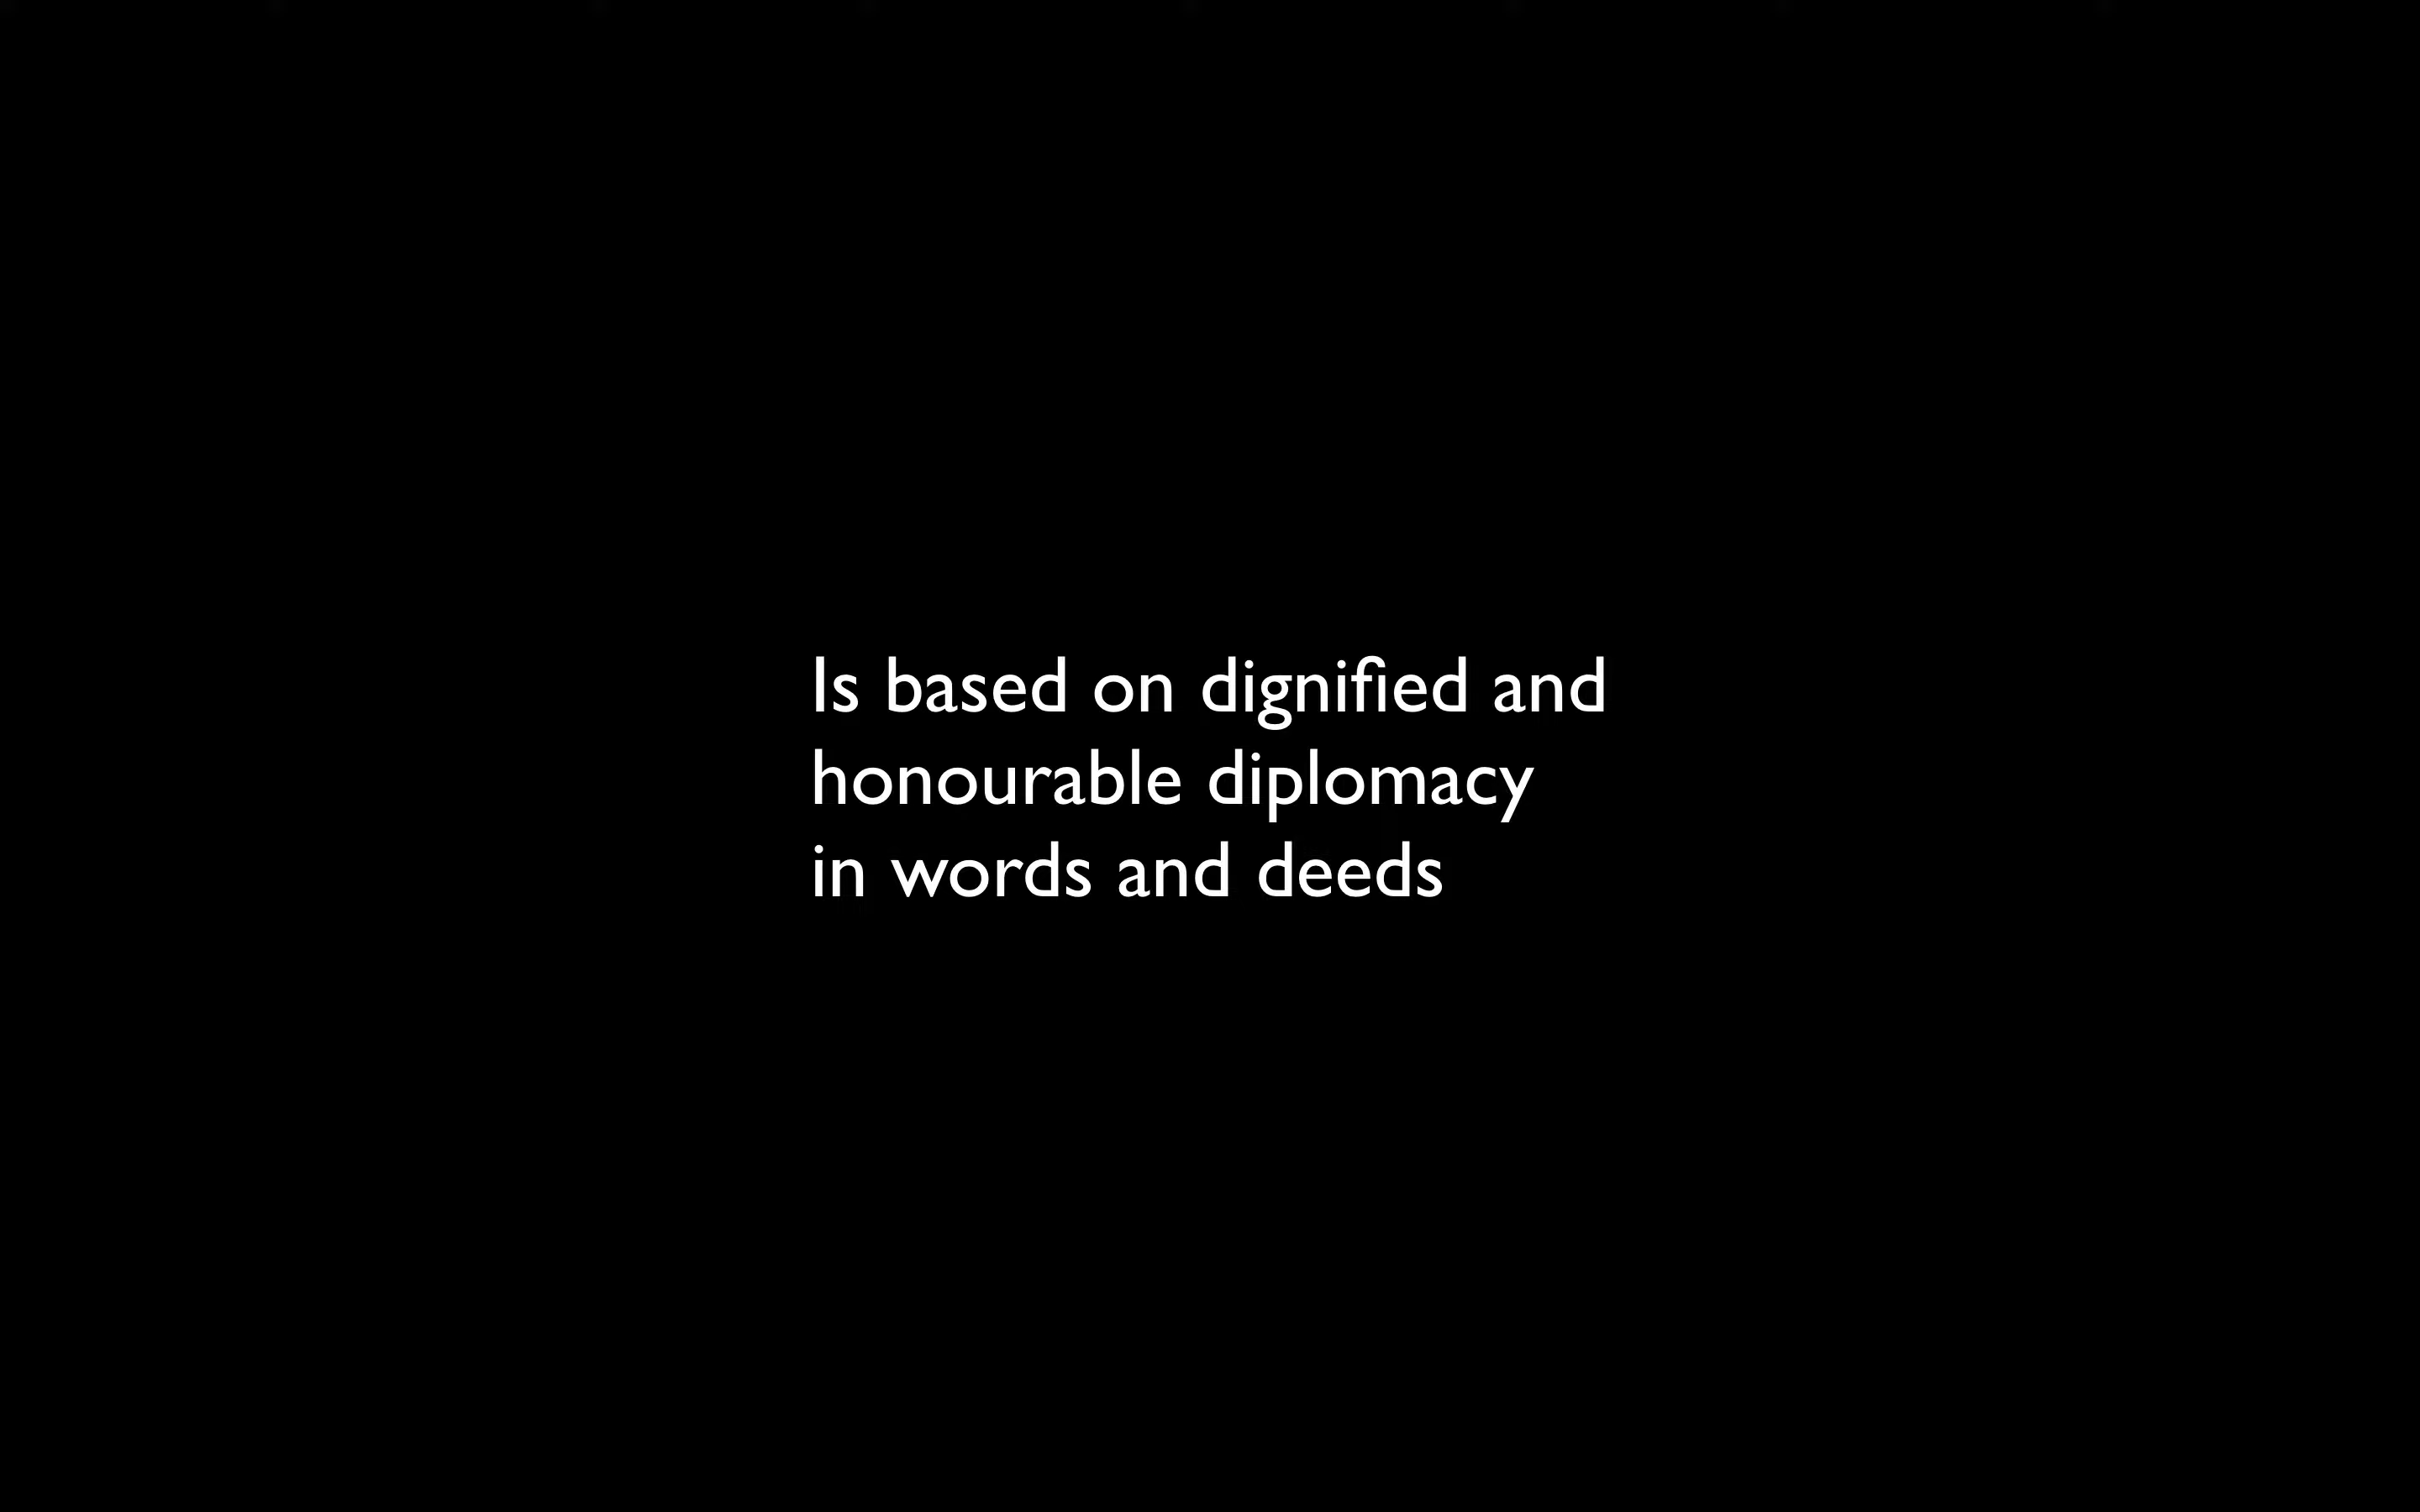 Is based on dignified and
honourable diplomacy
in words and deeds